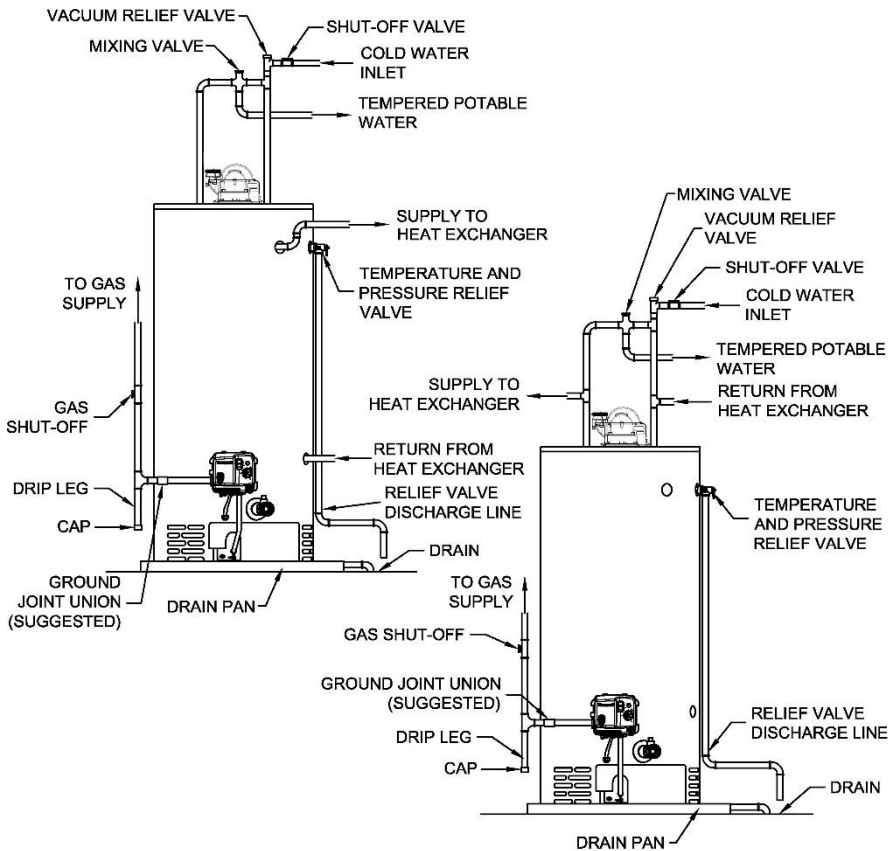 VACUUM RELIEF VALVE
SHUT-OFF VALVE
MIXING VALVE
COLD WATER
INLET
TEMPERED POTABLE
WATER
SUPPLY TO
HEAT EXCHANGER
TO GAS
SUPPLY
TEMPERATURE AND
PRESSURE RELIEF
VALVE
GAS
SHUT-OFF
RETURN FROM
HEAT EXCHANGER
DRIP LEG
RELIEF VALVE
DISCHARGE LINE
CAP
DRAIN
GROUND
JOINT UNION
(SUGGESTED)
DRAIN PAN
MIXING VALVE
VACUUM RELIEF
VALVE
SHUT-OFF VALVE
COLD WATER
INLET
TEMPERED POTABLE
WATER
SUPPLY TO
HEAT EXCHANGER
RETURN FROM
HEAT EXCHANGER
TEMPERATURE
AND PRESSURE
RELIEF VALVE
TO GAS
SUPPLY
GAS SHUT-OFF
GROUND JOINT UNION
(SUGGESTED)
DRIP LEG
RELIEF VALVE
DISCHARGE LINE
CAP
DRAIN
DRAIN PAN